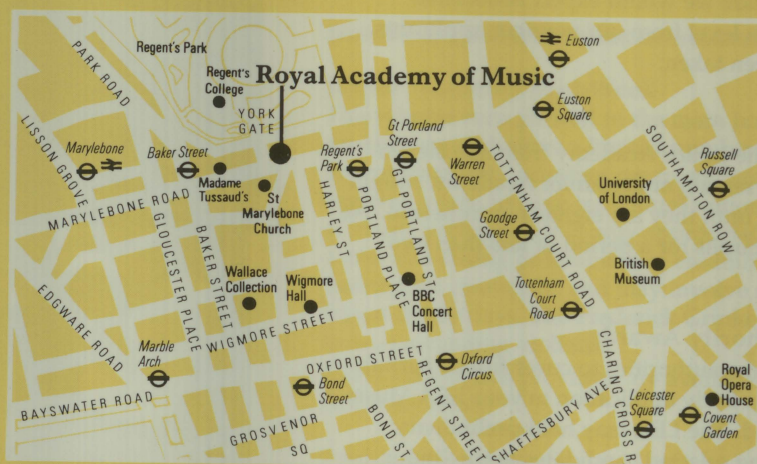 Euston
Regent's Park
PARK ROAD
Regent's
College
Royal Academy of Music
YORK
GATE
Euston
Square
LISSON GROVE
Marylebone
Baker Street
Madame
Tussaud's
St
Marylebone
Church
Regent's
Park
Gt Portland
Street
Warren
Street
TOTTENHAM COURT ROAD
SOUTHAMPTON ROW
Russell
Square
MARYLEBONE ROAD
HARLEY ST
PORTLAND PLACE
GT PORTLAND ST
Goodge
Street
University
of London
GLOUCESTER PLACE
BAKER STREET
British
Museum
EDGWARE ROAD
Wallace
Collection
Wigmore
Hall
WIGMORE STREET
BBC
Concert
Hall
Tottenham
Court
Road
Marble
Arch
OXFORD STREET
Oxford
Circus
CHARING CROSS R
Royal
Opera
House
BAYSWATER ROAD
Bond
Street
REGENT STREET
SHAFTESBURY AVE
Leicester
Square
Covent
Garden
GROSVENOR
SQ
BOND ST